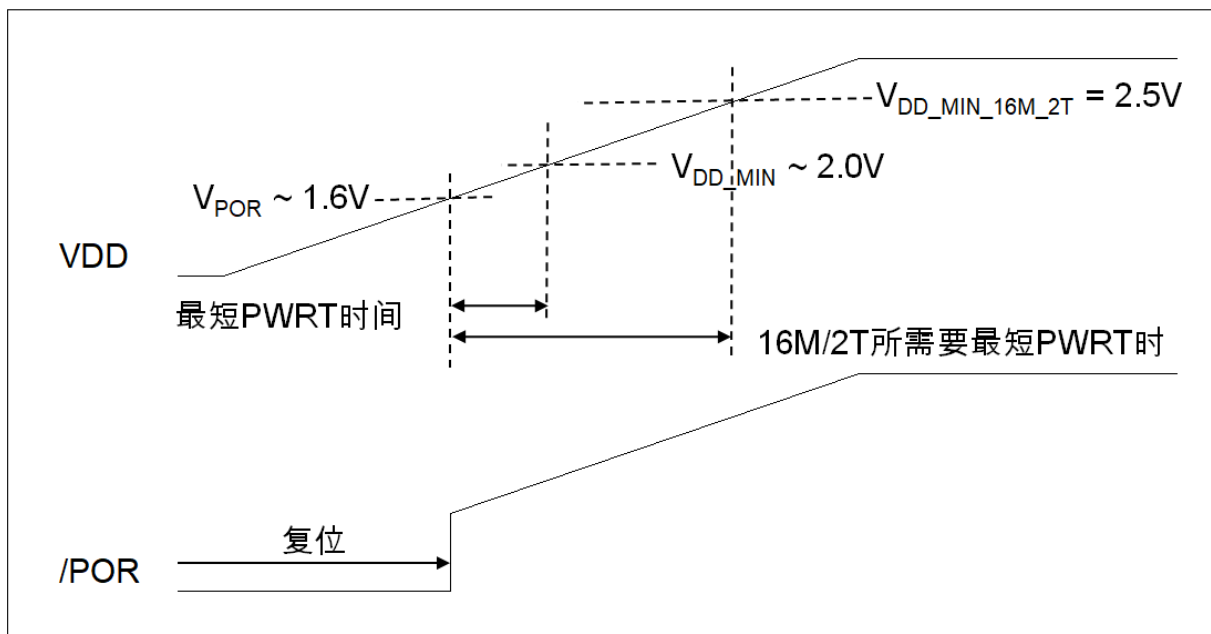 V_DD_MIN_16M_2T = 2.5V
V_DD_MIN ~ 2.0V
V_POR ~ 1.6V
VDD
最短PWRT时间
16M/2T所需要最短PWRT时
复位
/POR